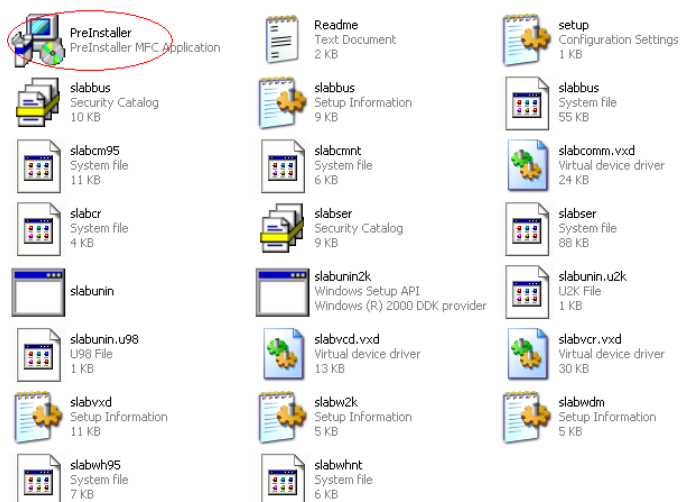 PreInstaller
PreInstaller MFC Application
Readme
Text Document
2 KB
setup
Configuration Settings
1 KB
slabbus
Security Catalog
10 KB
slabbus
Setup Information
9 KB
slabbus
System file
55 KB
slabcm95
System file
11 KB
slabcmnt
System file
6 KB
slabcomm.vxd
Virtual device driver
24 KB
slabcr
System file
4 KB
slabser
Security Catalog
9 KB
slabser
System file
88 KB
slabunin
slabunin2k
Windows Setup API
Windows (R) 2000 DDK provider
slabunin.u2k
U2K File
1 KB
slabunin.u98
U98 File
1 KB
slabvcd.vxd
Virtual device driver
13 KB
slabvcr.vxd
Virtual device driver
30 KB
slabvxd
Setup Information
11 KB
slabw2k
Setup Information
5 KB
slabwdm
Setup Information
5 KB
slabwh95
System file
7 KB
slabwhnt
System file
6 KB